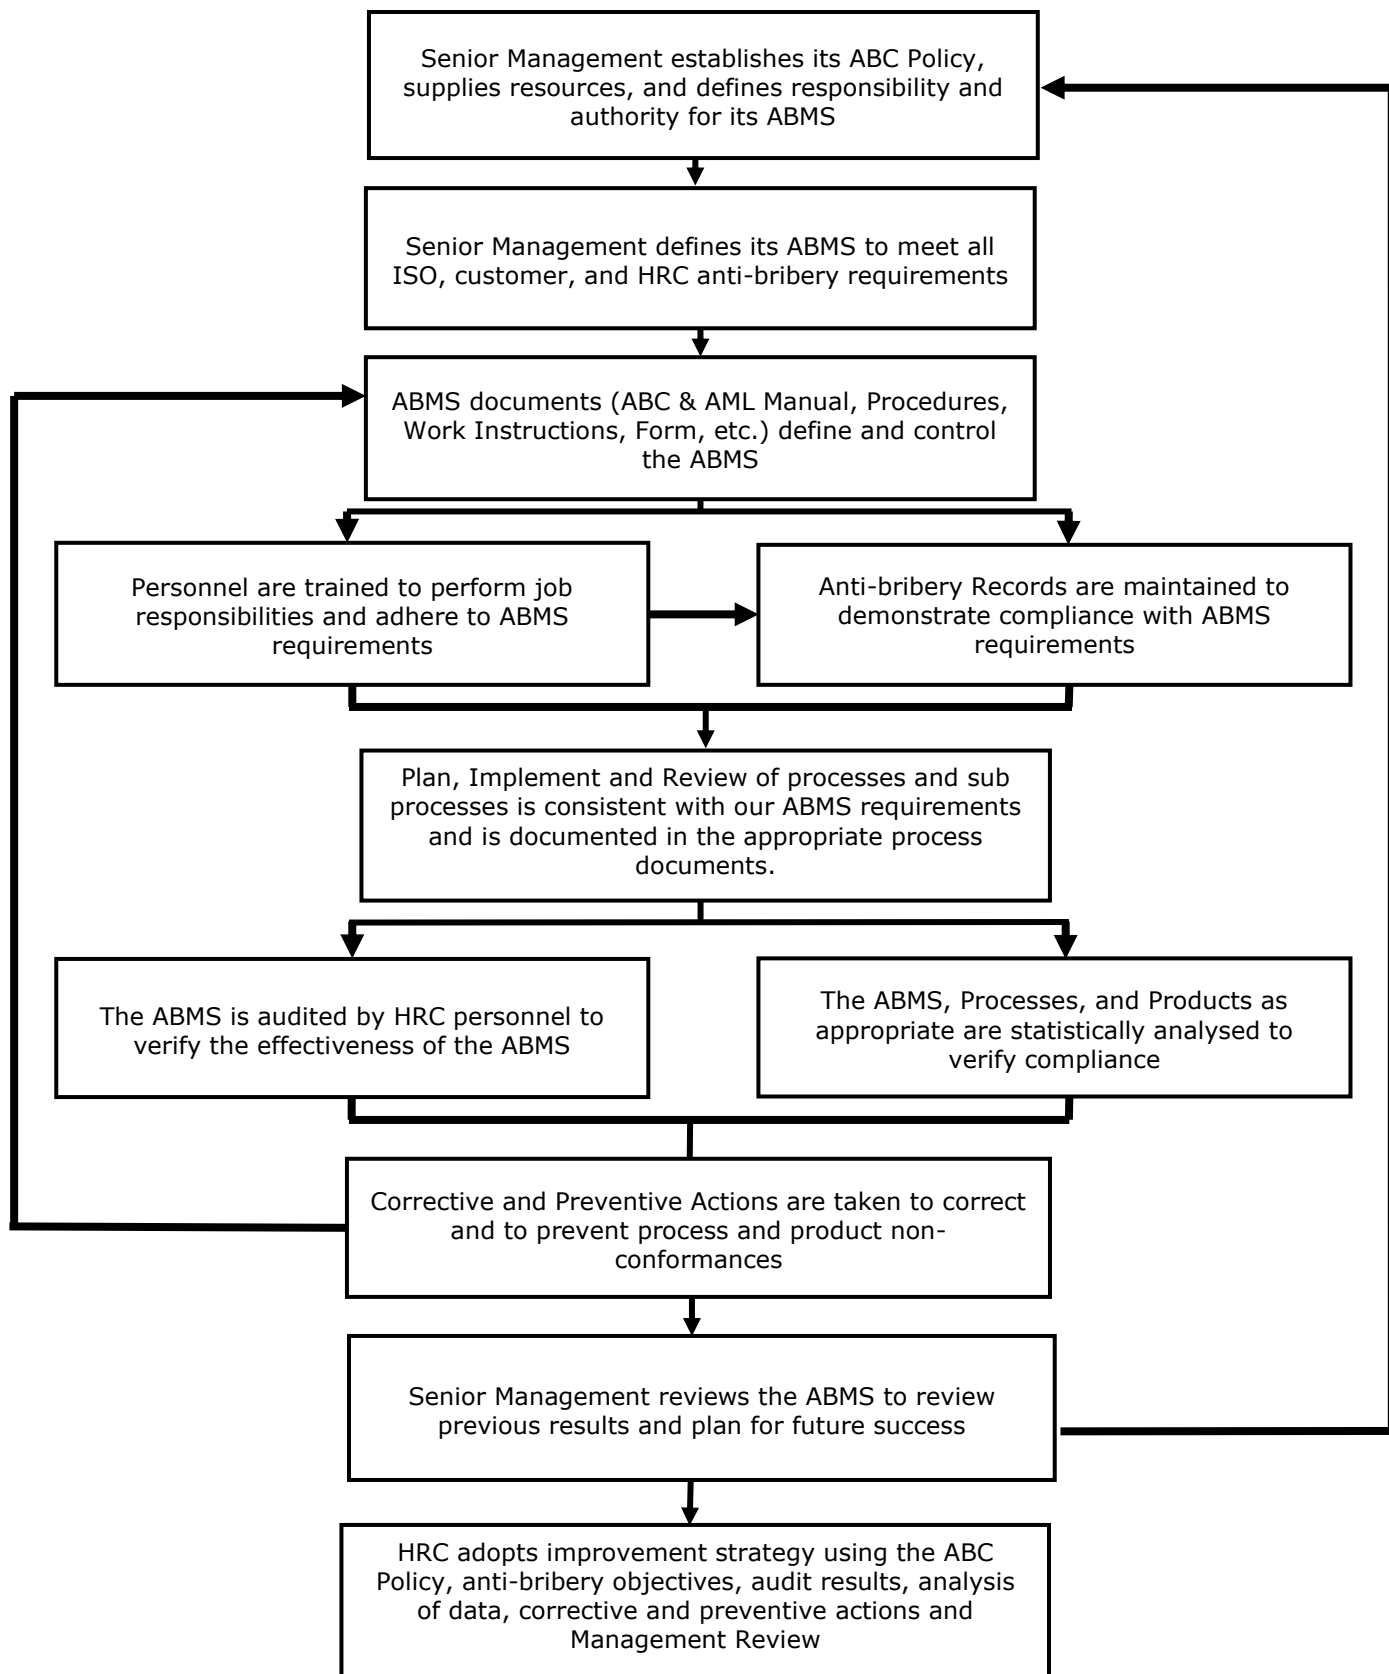 Senior Management establishes its ABC Policy,
supplies resources, and defines responsibility and
authority for its ABMS
Senior Management defines its ABMS to meet all
ISO, customer, and HRC anti-bribery requirements
ABMS documents (ABC & AML Manual, Procedures,
Work Instructions, Form, etc.) define and control
the ABMS
Personnel are trained to perform job
responsibilities and adhere to ABMS
requirements
Anti-bribery Records are maintained to
demonstrate compliance with ABMS
requirements
Plan, Implement and Review of processes and sub
processes is consistent with our ABMS requirements
and is documented in the appropriate process
documents.
The ABMS is audited by HRC personnel to
verify the effectiveness of the ABMS
The ABMS, Processes, and Products as
appropriate are statistically analysed to
verify compliance
Corrective and Preventive Actions are taken to correct
and to prevent process and product non-
conformances
Senior Management reviews the ABMS to review
previous results and plan for future success
HRC adopts improvement strategy using the ABC
Policy, anti-bribery objectives, audit results, analysis
of data, corrective and preventive actions and
Management Review